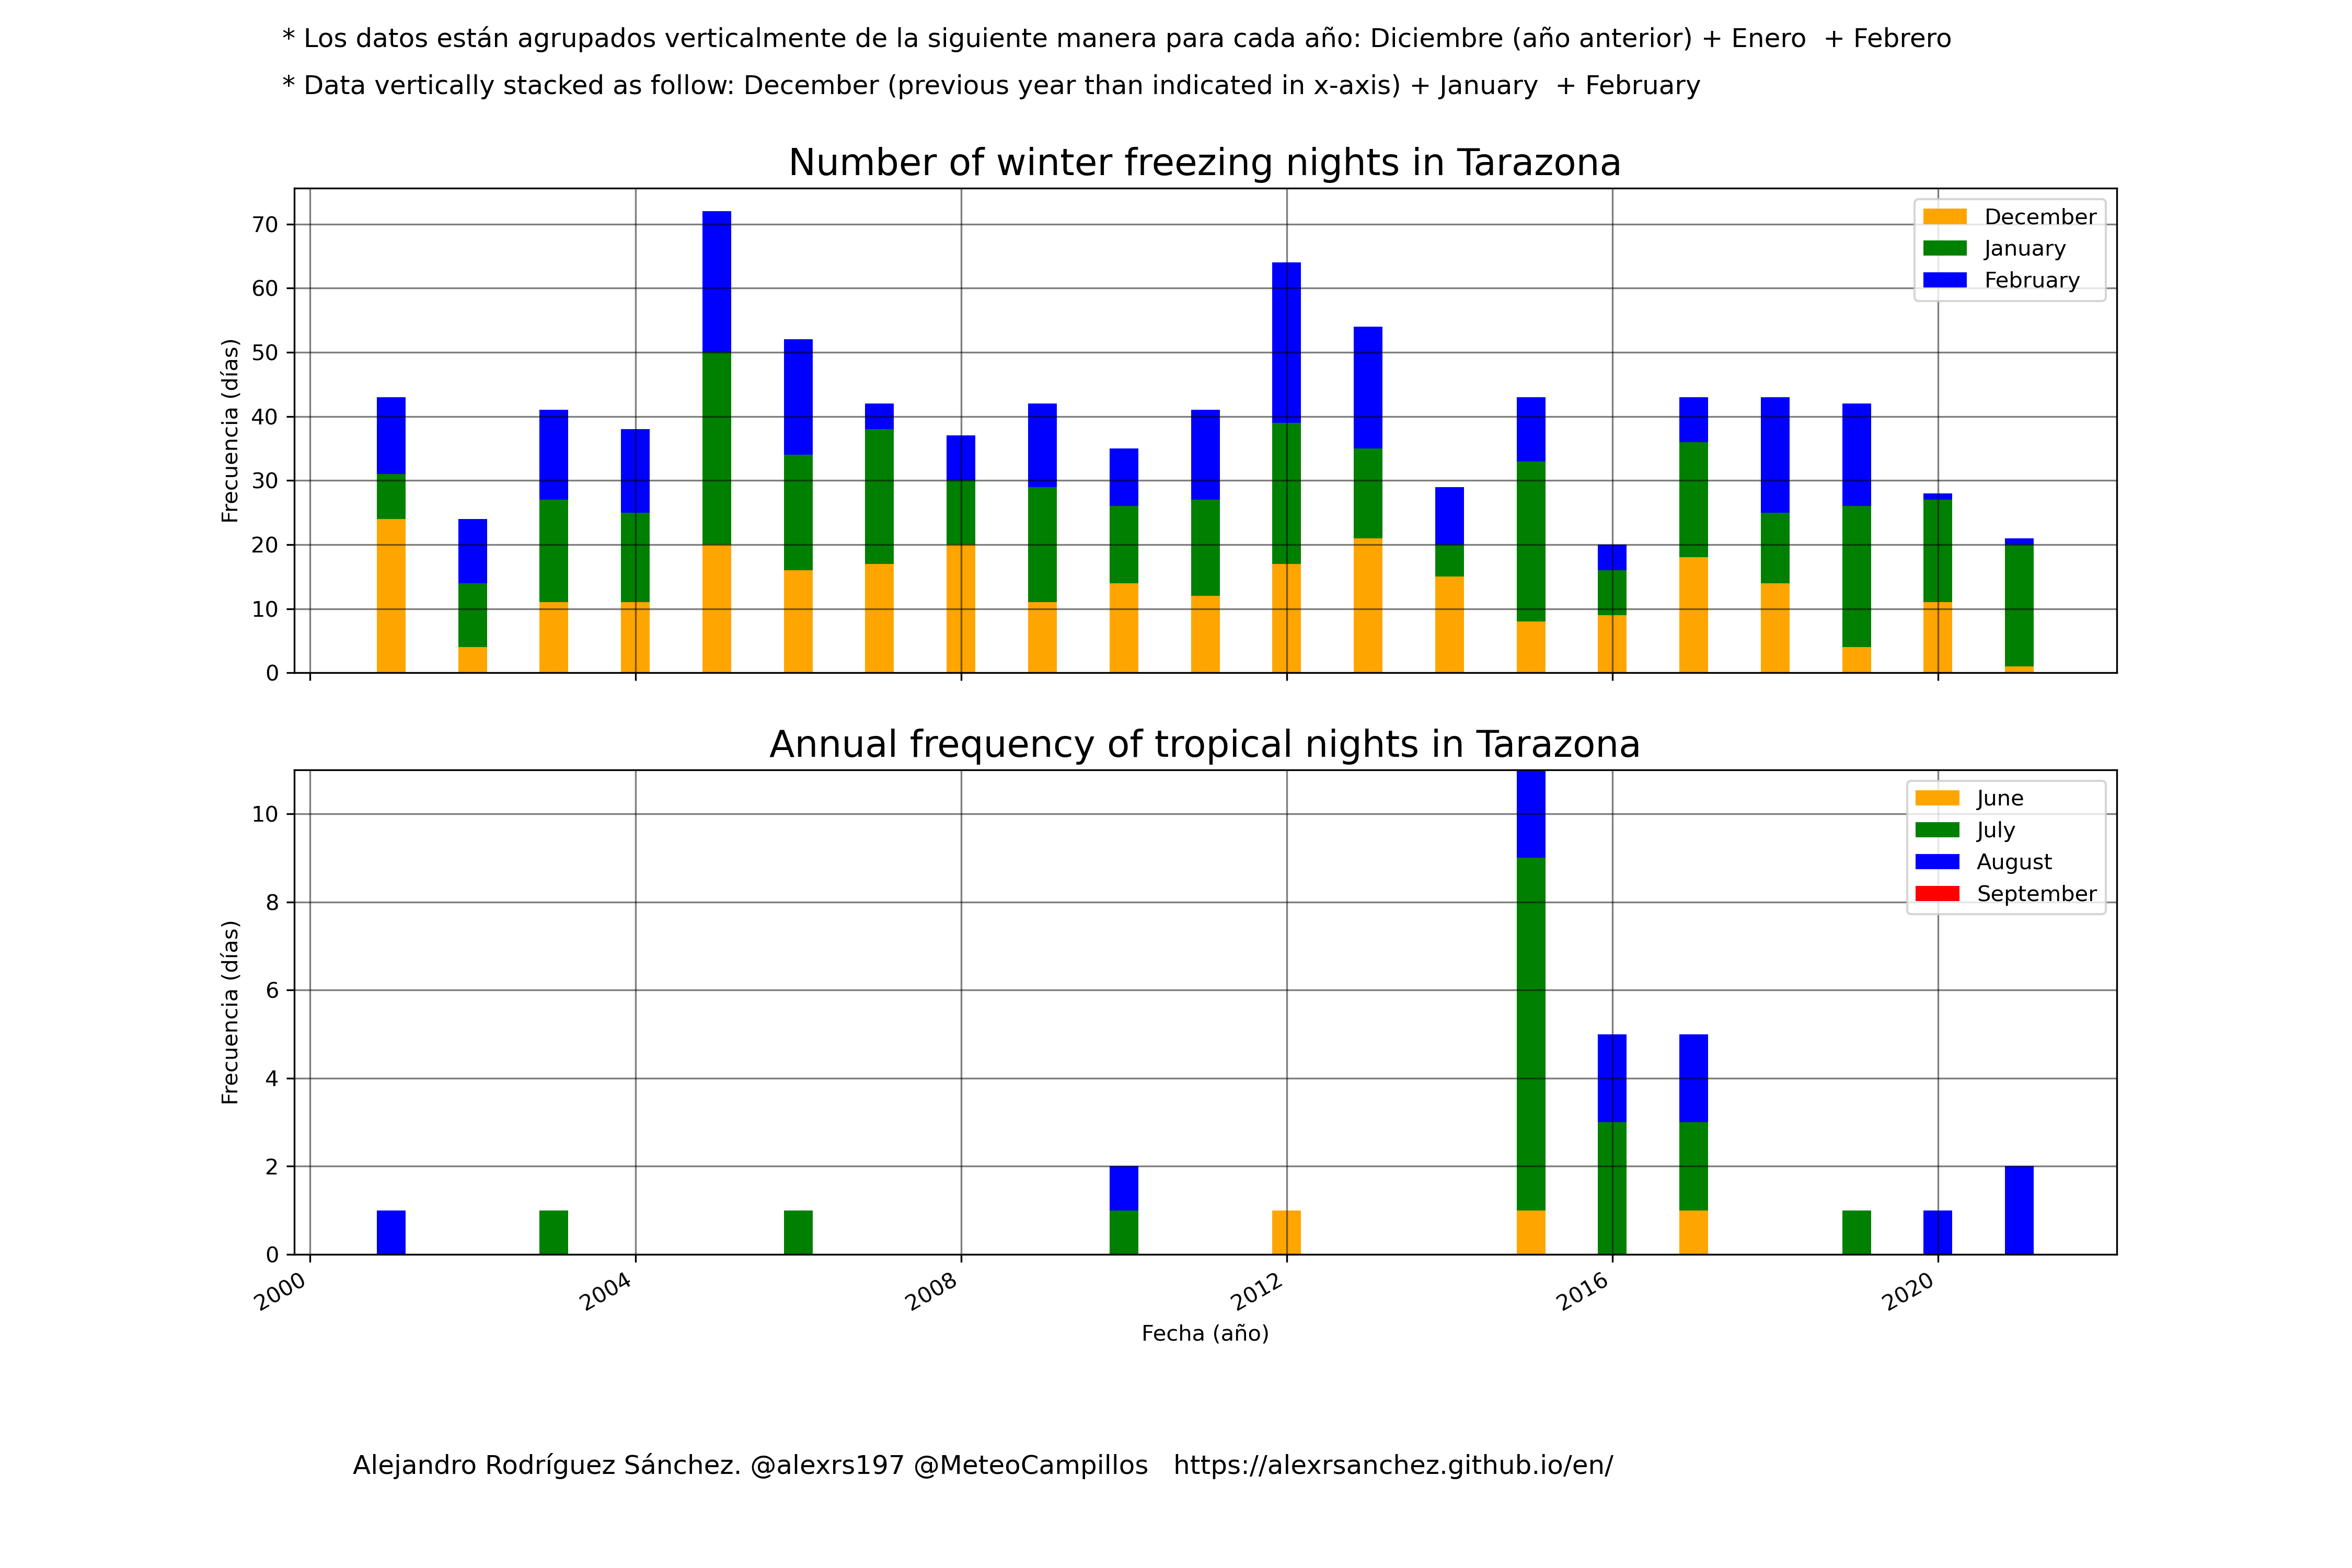 * Los datos están agrupados verticalmente de la siguiente manera para cada año: Diciembre (año anterior) + Enero  + Febrero
* Data vertically stacked as follow: December (previous year than indicated in x-axis) + January  + February
Number of winter freezing nights in Tarazona
70
60
50
40
30
20
10
0
Frecuencia (días)
December
January
February
Annual frequency of tropical nights in Tarazona
10
8
6
4
2
0
Frecuencia (días)
June
July
August
September
2000
2004
2008
2012
2016
2020
Fecha (año)
Alejandro Rodríguez Sánchez. @alexrs197 @MeteoCampillos   https://alexrsanchez.github.io/en/